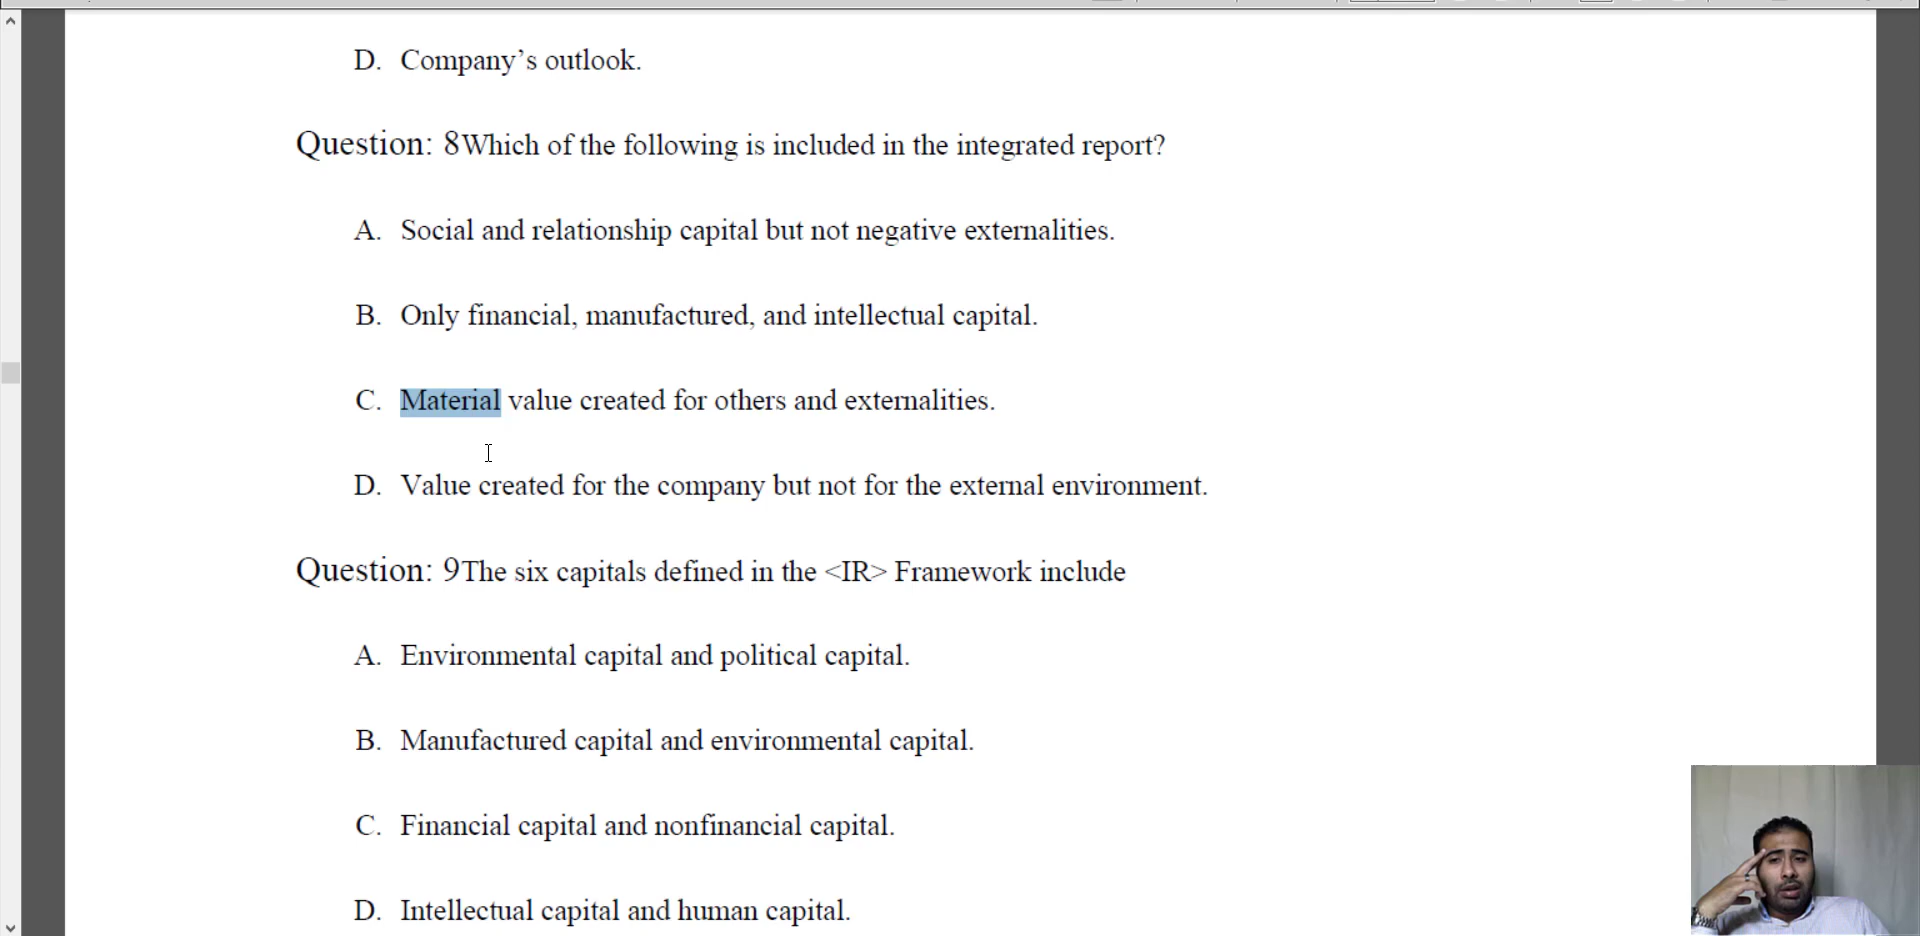 D. Company’s outlook.
Question: 8Which of the following is included in the integrated report?
A. Social and relationship capital but not negative externalities.
B. Only financial, manufactured, and intellectual capital.
C. Material value created for others and externalities.
D. Value created for the company but not for the external environment.
Question: 9The six capitals defined in the <IR> Framework include
A. Environmental capital and political capital.
B. Manufactured capital and environmental capital.
C. Financial capital and nonfinancial capital.
D. Intellectual capital and human capital.